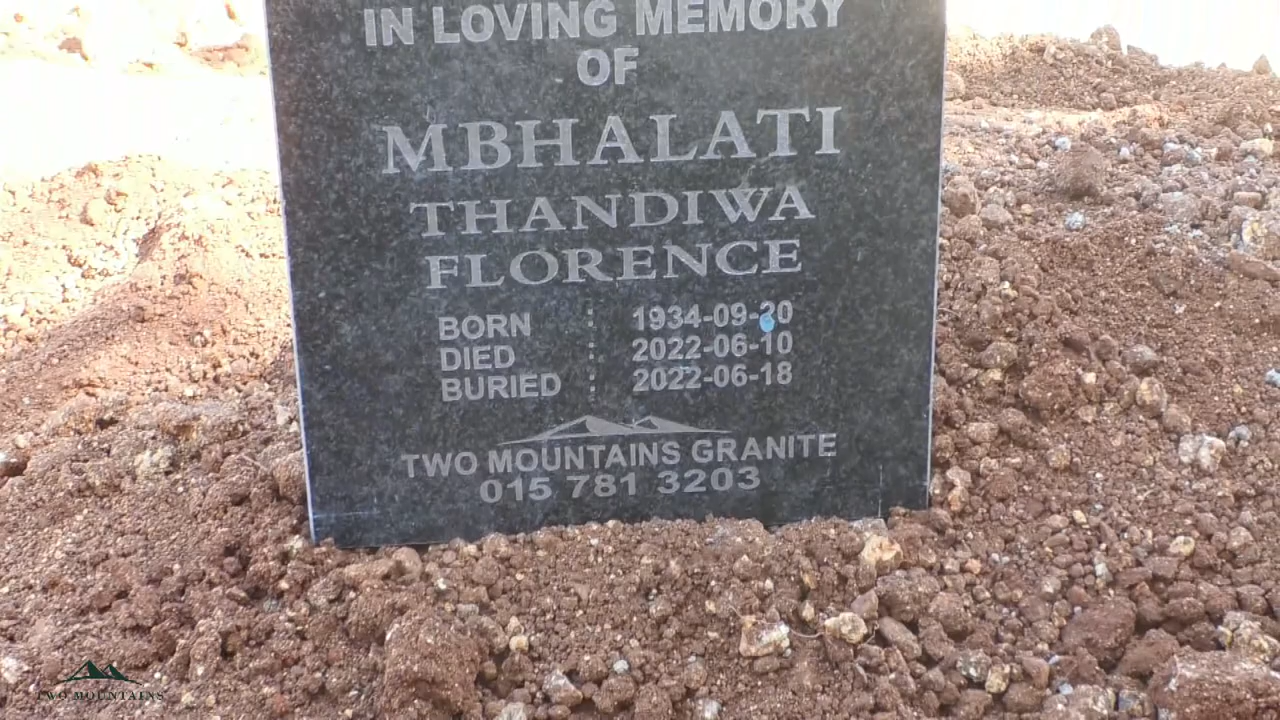 IN LOVING MEMORY
OF
MBHALATI
THANDIWA
FLORENCE
BORN : 1934-09-30
DIED : 2022-06-10
BURIED : 2022-06-18
TWO MOUNTAINS GRANITE
015 781 3203
TWO MOUNTAINS